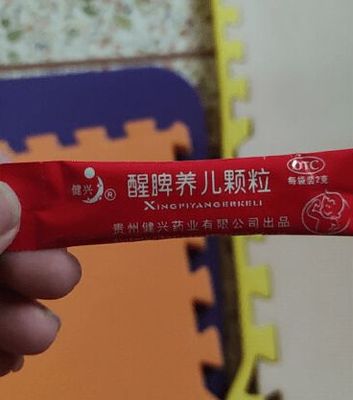 健兴
®
醒脾养儿颗粒
XINGPIYANGERKELI
OTC
每袋装2克
贵州健兴药业有限公司出品